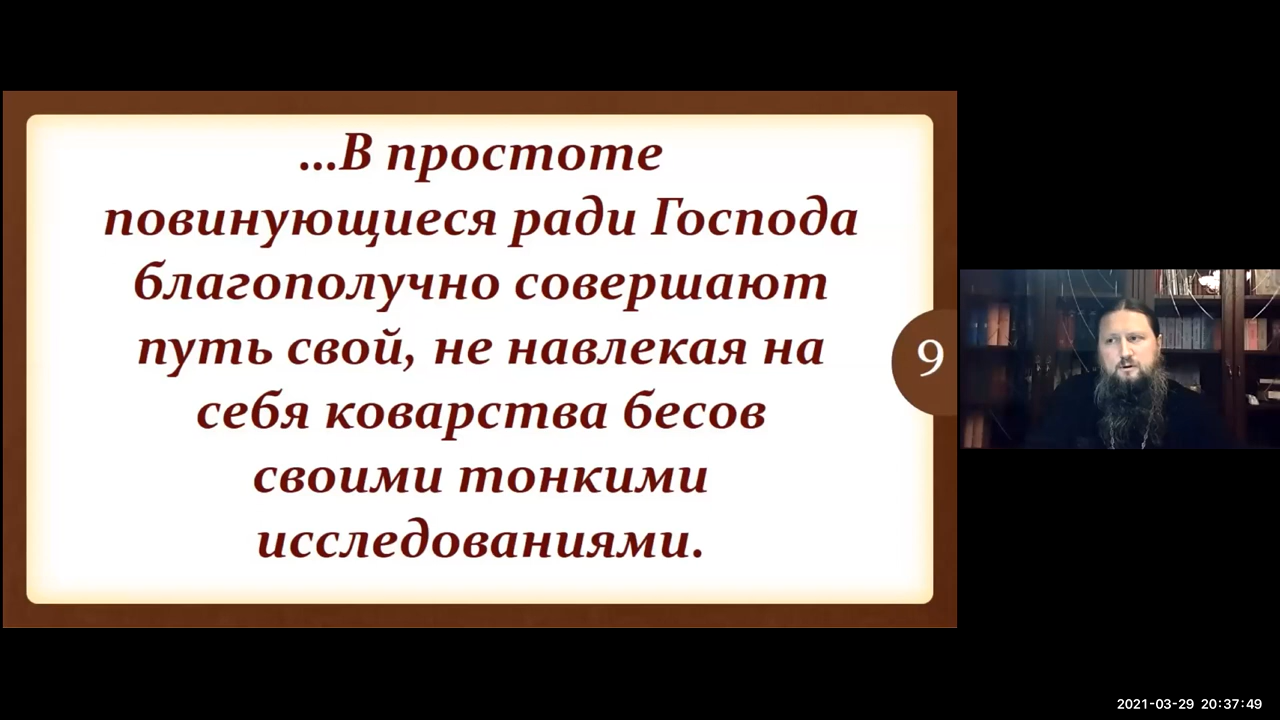 ...В простоте
повинующиеся ради Господа
благополучно совершают
путь свой, не навлекая на
себя коварства бесов
своими тонкими
исследованиями.
9
2021-03-29 20:37:49